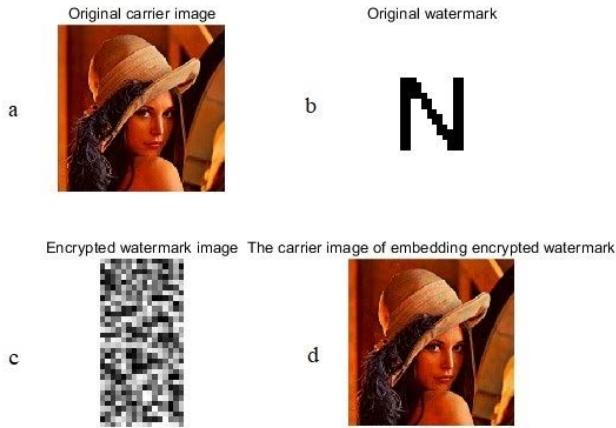 Original carrier image
Original watermark
a
b
N
Encrypted watermark image
The carrier image of embedding encrypted watermark
c
d